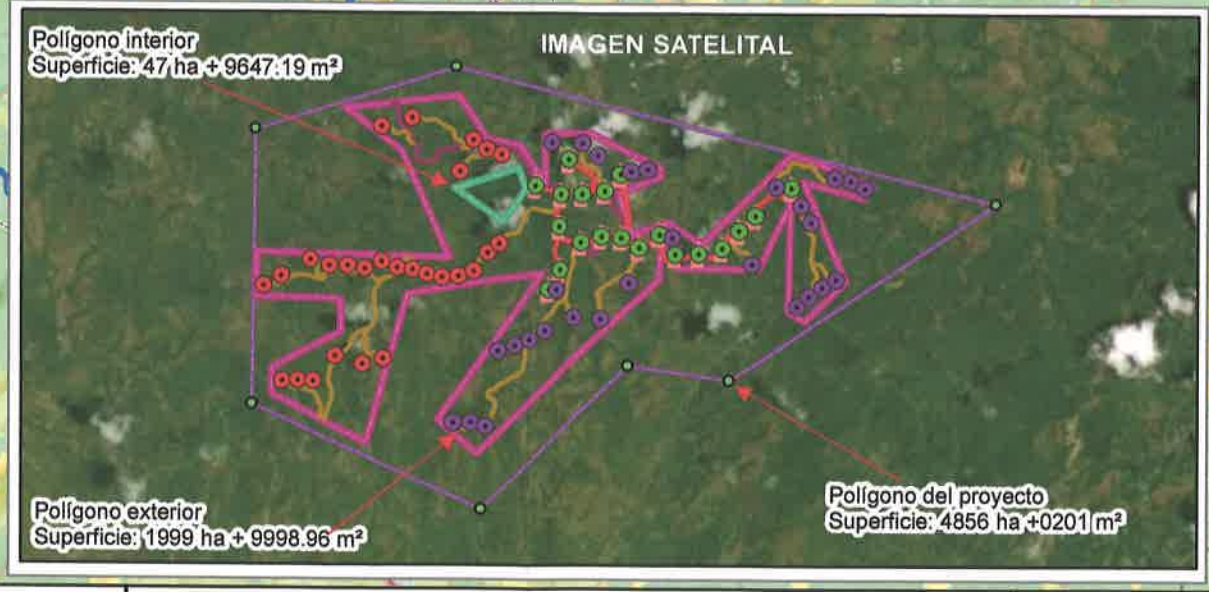 Polígono interior
Superficie: 47 ha + 9647.19 m²
IMAGEN SATELITAL
Polígono exterior
Superficie: 1999 ha + 9998.96 m²
Polígono del proyecto
Superficie: 4856 ha +0201 m²